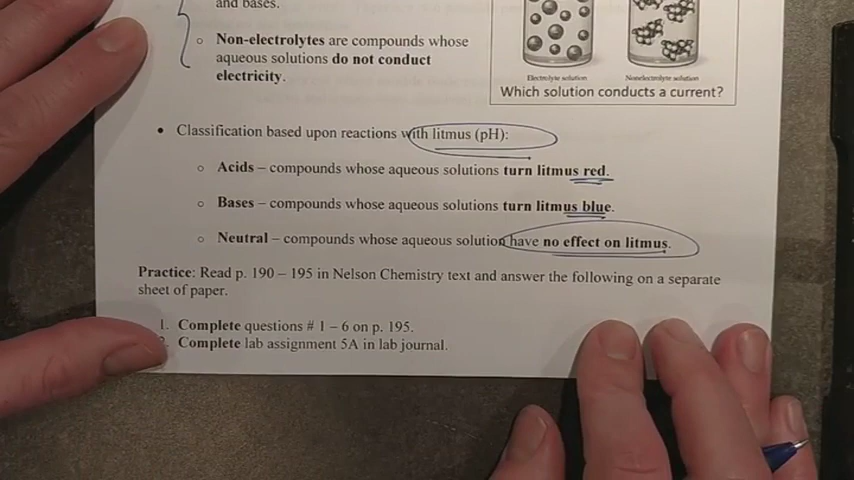 and bases.
○ Non-electrolytes are compounds whose
aqueous solutions do not conduct
electricity.
Electrolyte solution Nonelectrolyte solution
Which solution conducts a current?
• Classification based upon reactions with litmus (pH):
○ Acids – compounds whose aqueous solutions turn litmus red.
○ Bases – compounds whose aqueous solutions turn litmus blue.
○ Neutral – compounds whose aqueous solution have no effect on litmus.
Practice: Read p. 190 – 195 in Nelson Chemistry text and answer the following on a separate
sheet of paper.
1. Complete questions # 1 – 6 on p. 195.
Complete lab assignment 5A in lab journal.